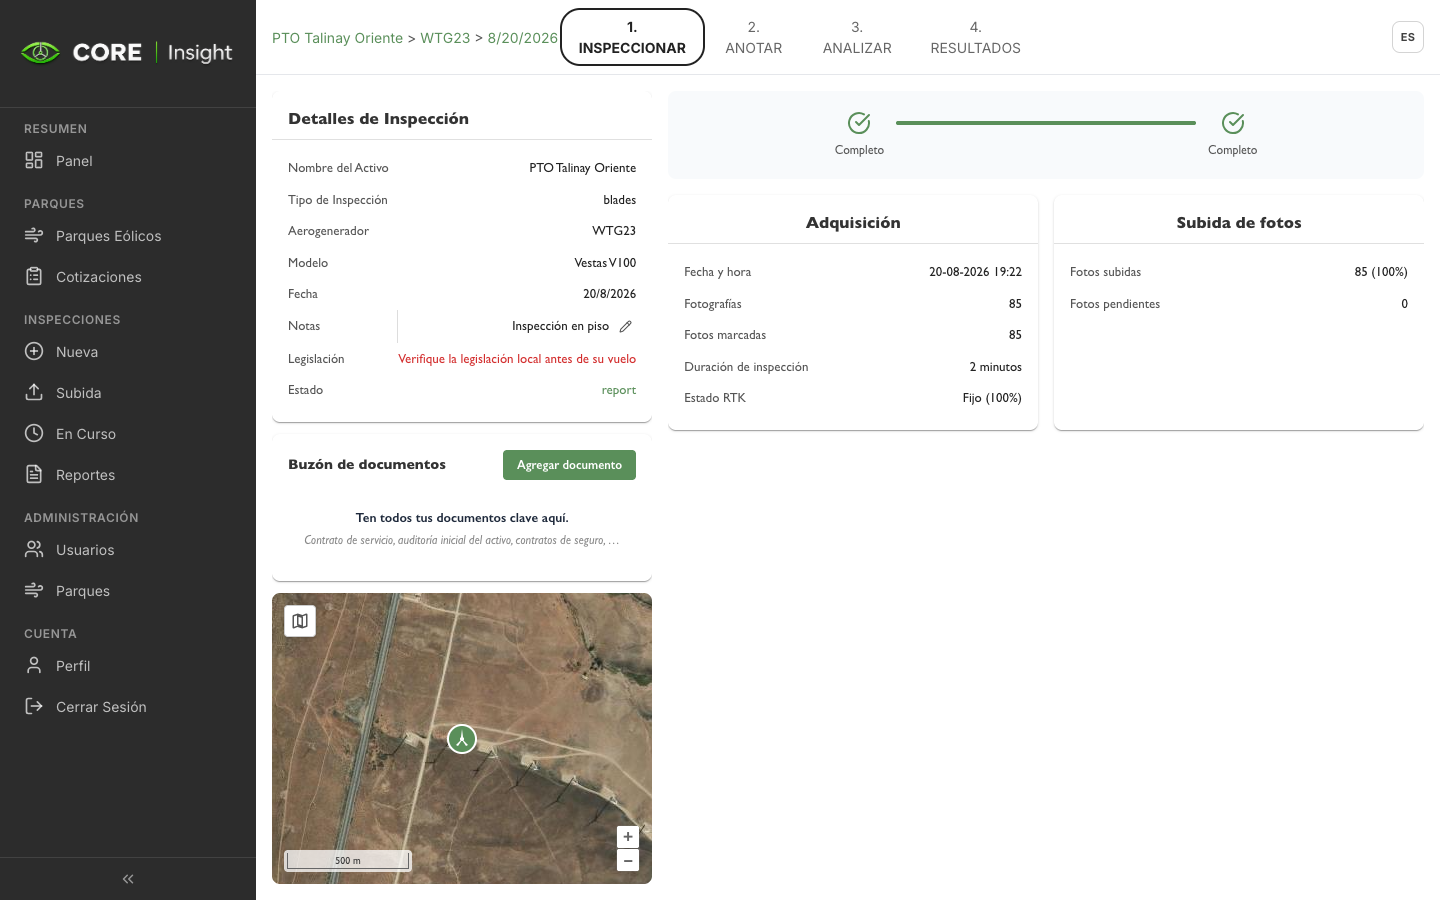 CORE | Insight
RESUMEN
Panel
PARQUES
Parques Eólicos
Cotizaciones
INSPECCIONES
Nueva
Subida
En Curso
Reportes
ADMINISTRACIÓN
Usuarios
Parques
CUENTA
Perfil
Cerrar Sesión
PTO Talinay Oriente > WTG23 > 8/20/2026
1.
INSPECCIONAR
2.
ANOTAR
3.
ANALIZAR
4.
RESULTADOS
ES
Detalles de Inspección
Nombre del Activo PTO Talinay Oriente
Tipo de Inspección blades
Aerogenerador WTG23
Modelo Vestas V100
Fecha 20/8/2026
Notas Inspección en piso
Legislación Verifique la legislación local antes de su vuelo
Estado report
Buzón de documentos
Agregar documento
Ten todos tus documentos clave aquí.
Contrato de servicio, auditoría inicial del activo, contratos de seguro, …
500 m
+
−
Completo
Completo
Adquisición
Fecha y hora 20-08-2026 19:22
Fotografías 85
Fotos marcadas 85
Duración de inspección 2 minutos
Estado RTK Fijo (100%)
Subida de fotos
Fotos subidas 85 (100%)
Fotos pendientes 0